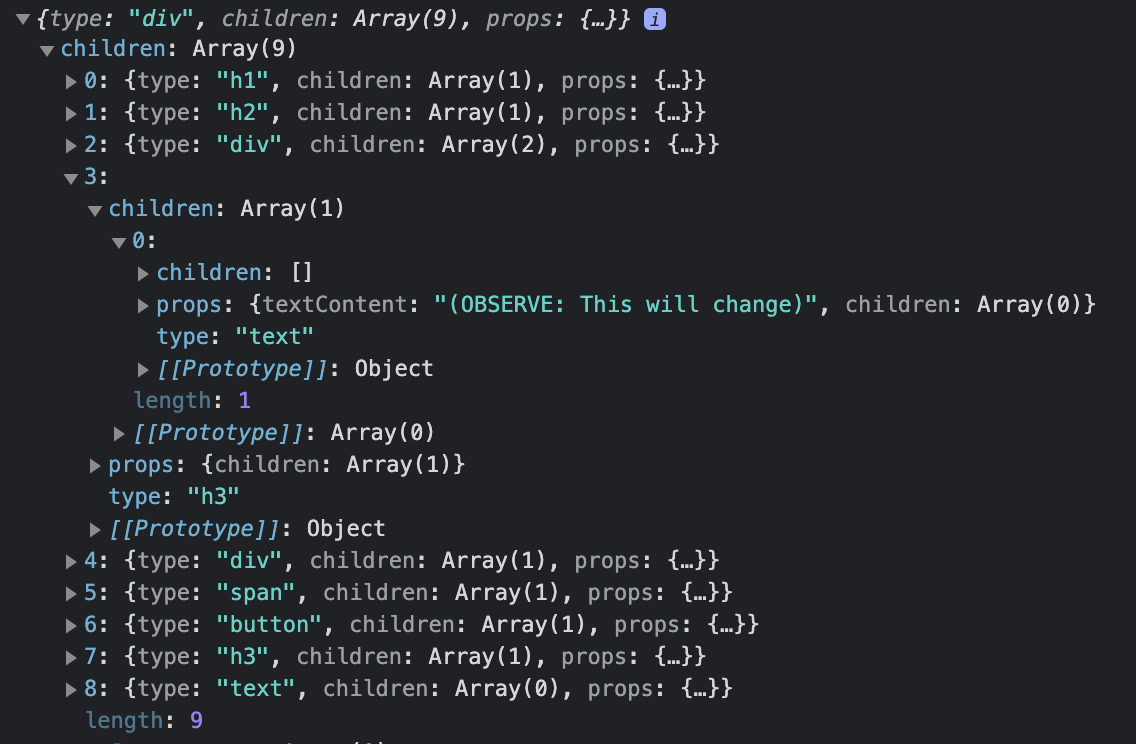 {type: "div", children: Array(9), props: {…}} i
children: Array(9)
0: {type: "h1", children: Array(1), props: {…}}
1: {type: "h2", children: Array(1), props: {…}}
2: {type: "div", children: Array(2), props: {…}}
3:
children: Array(1)
0:
children: []
props: {textContent: "(OBSERVE: This will change)", children: Array(0)}
type: "text"
[[Prototype]]: Object
length: 1
[[Prototype]]: Array(0)
props: {children: Array(1)}
type: "h3"
[[Prototype]]: Object
4: {type: "div", children: Array(1), props: {…}}
5: {type: "span", children: Array(1), props: {…}}
6: {type: "button", children: Array(1), props: {…}}
7: {type: "h3", children: Array(1), props: {…}}
8: {type: "text", children: Array(0), props: {…}}
length: 9